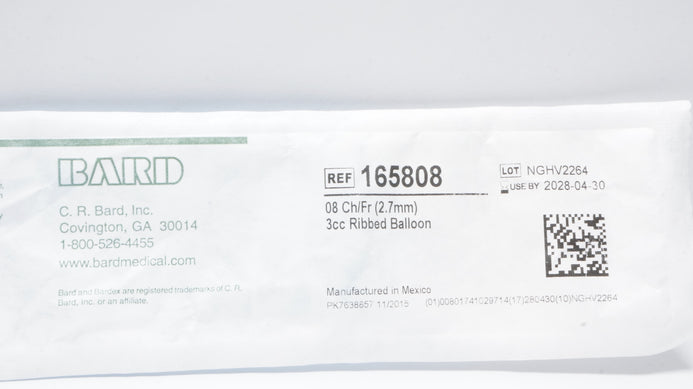 BARD
C. R. Bard, Inc.
Covington, GA 30014
1-800-526-4455
www.bardmedical.com
Bard and Bardex are registered trademarks of C. R.
Bard, Inc. or an affiliate.
REF 165808
08 Ch/Fr (2.7mm)
3cc Ribbed Balloon
Manufactured in Mexico
PK7638657 11/2015 (01)00801741029714(17)280430(10)NGHV2264
LOT NGHV2264
USE BY 2028-04-30